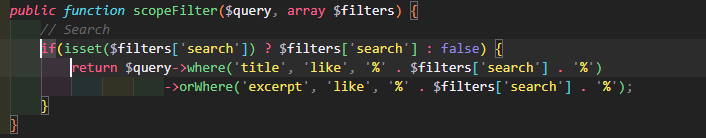 public function scopeFilter($query, array $filters) {
// Search
if(isset($filters['search']) ? $filters['search'] : false) {
return $query->where('title', 'like', '%' . $filters['search'] . '%')
->orWhere('excerpt', 'like', '%' . $filters['search'] . '%');
}
}